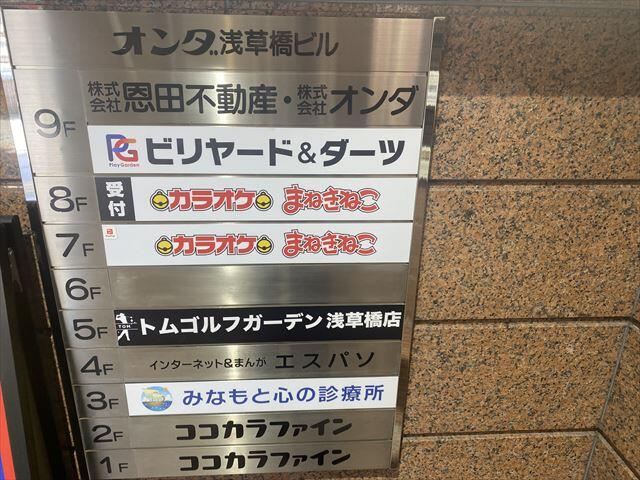 オンダ浅草橋ビル
9F 株式会社 恩田不動産・株式会社 オンダ
PG PlayGarden ビリヤード&ダーツ
8F 受付 カラオケ まねきねこ
7F カラオケ まねきねこ
6F
5F TOM トムゴルフガーデン 浅草橋店
4F インターネット&まんが エスパソ
3F みなもと心の診療所
2F ココカラファイン
1F ココカラファイン